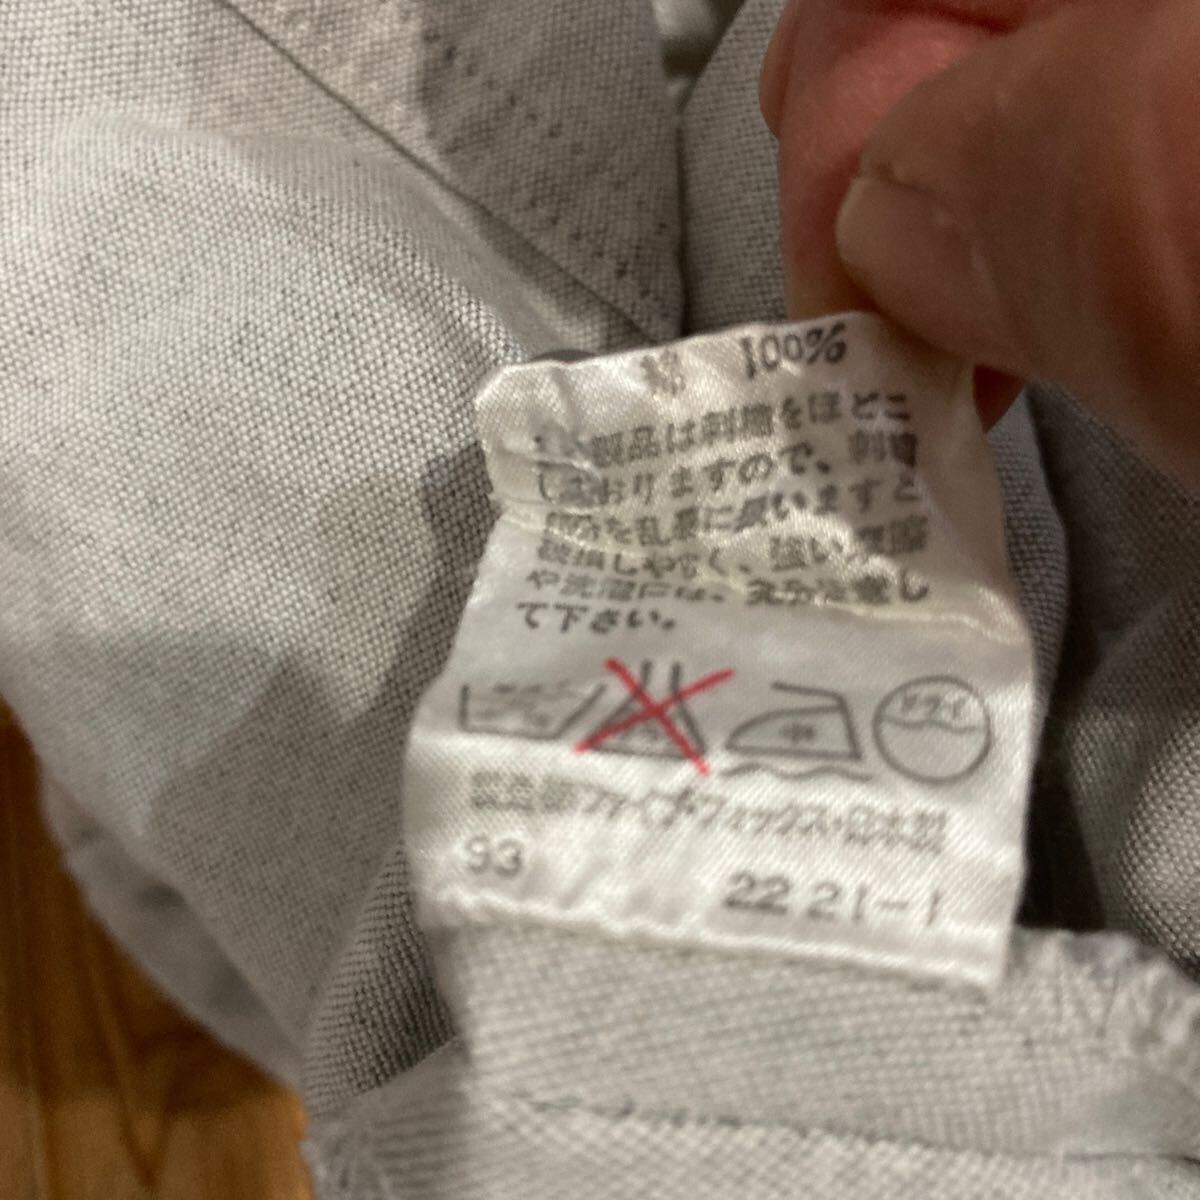 綿 100%
製品は刺繍をほどこ
しておりますので、刺繍
部分を乱暴に扱いますと
破損しやすく、強い摩擦
や洗濯には、充分注意し
て下さい。
中
ドライ
製造㈱ファイブフォックス・日本製
93 22 21-1